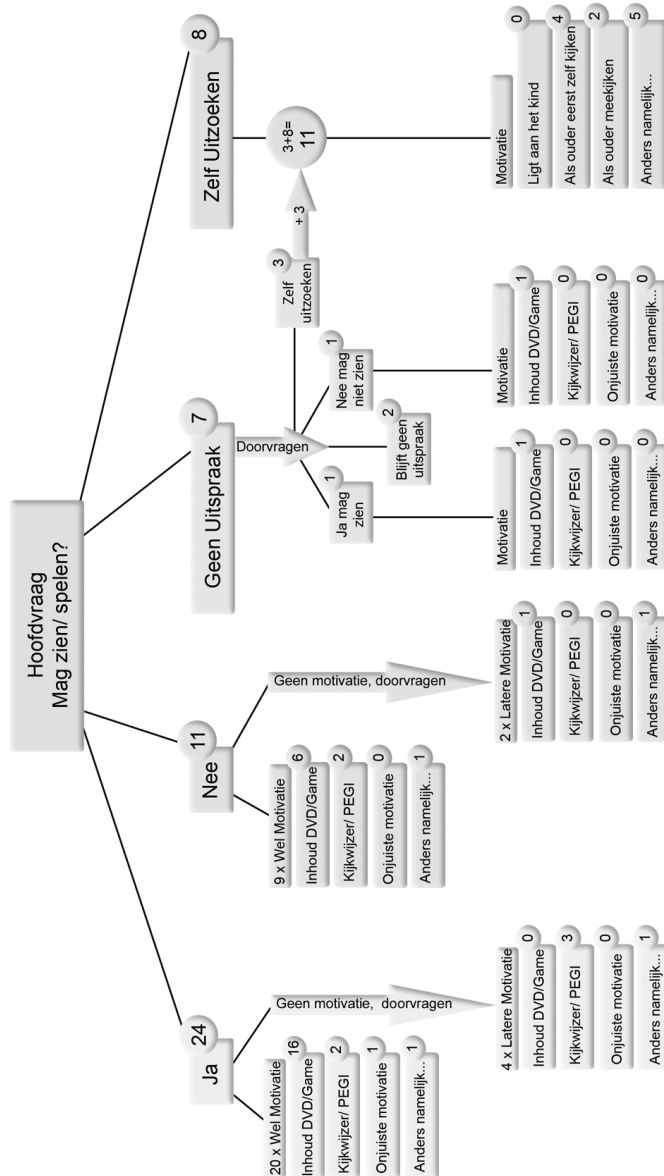 Hoofdvraag
Mag zien/ spelen?
Ja
24
20 x Wel Motivatie
Inhoud DVD/Game
16
Kijkwijzer/ PEGI
2
Onjuiste motivatie
1
Anders namelijk...
1
Geen motivatie, doorvragen
4 x Latere Motivatie
Inhoud DVD/Game
0
Kijkwijzer/ PEGI
3
Onjuiste motivatie
0
Anders namelijk...
1
Nee
11
9 x Wel Motivatie
Inhoud DVD/Game
6
Kijkwijzer/ PEGI
2
Onjuiste motivatie
0
Anders namelijk...
1
Geen motivatie, doorvragen
2 x Latere Motivatie
Inhoud DVD/Game
1
Kijkwijzer/ PEGI
0
Onjuiste motivatie
0
Anders namelijk...
1
Geen Uitspraak
7
Doorvragen
Ja mag
zien
1
Motivatie
Inhoud DVD/Game
1
Kijkwijzer/ PEGI
0
Onjuiste motivatie
0
Anders namelijk...
0
Blijft geen
uitspraak
2
Nee mag
niet zien
1
Motivatie
Inhoud DVD/Game
1
Kijkwijzer/ PEGI
0
Onjuiste motivatie
0
Anders namelijk...
0
Zelf
uitzoeken
3
+ 3
Zelf Uitzoeken
8
3+8=
11
Motivatie
Ligt aan het kind
0
Als ouder eerst zelf kijken
4
Als ouder meekijken
2
Anders namelijk...
5